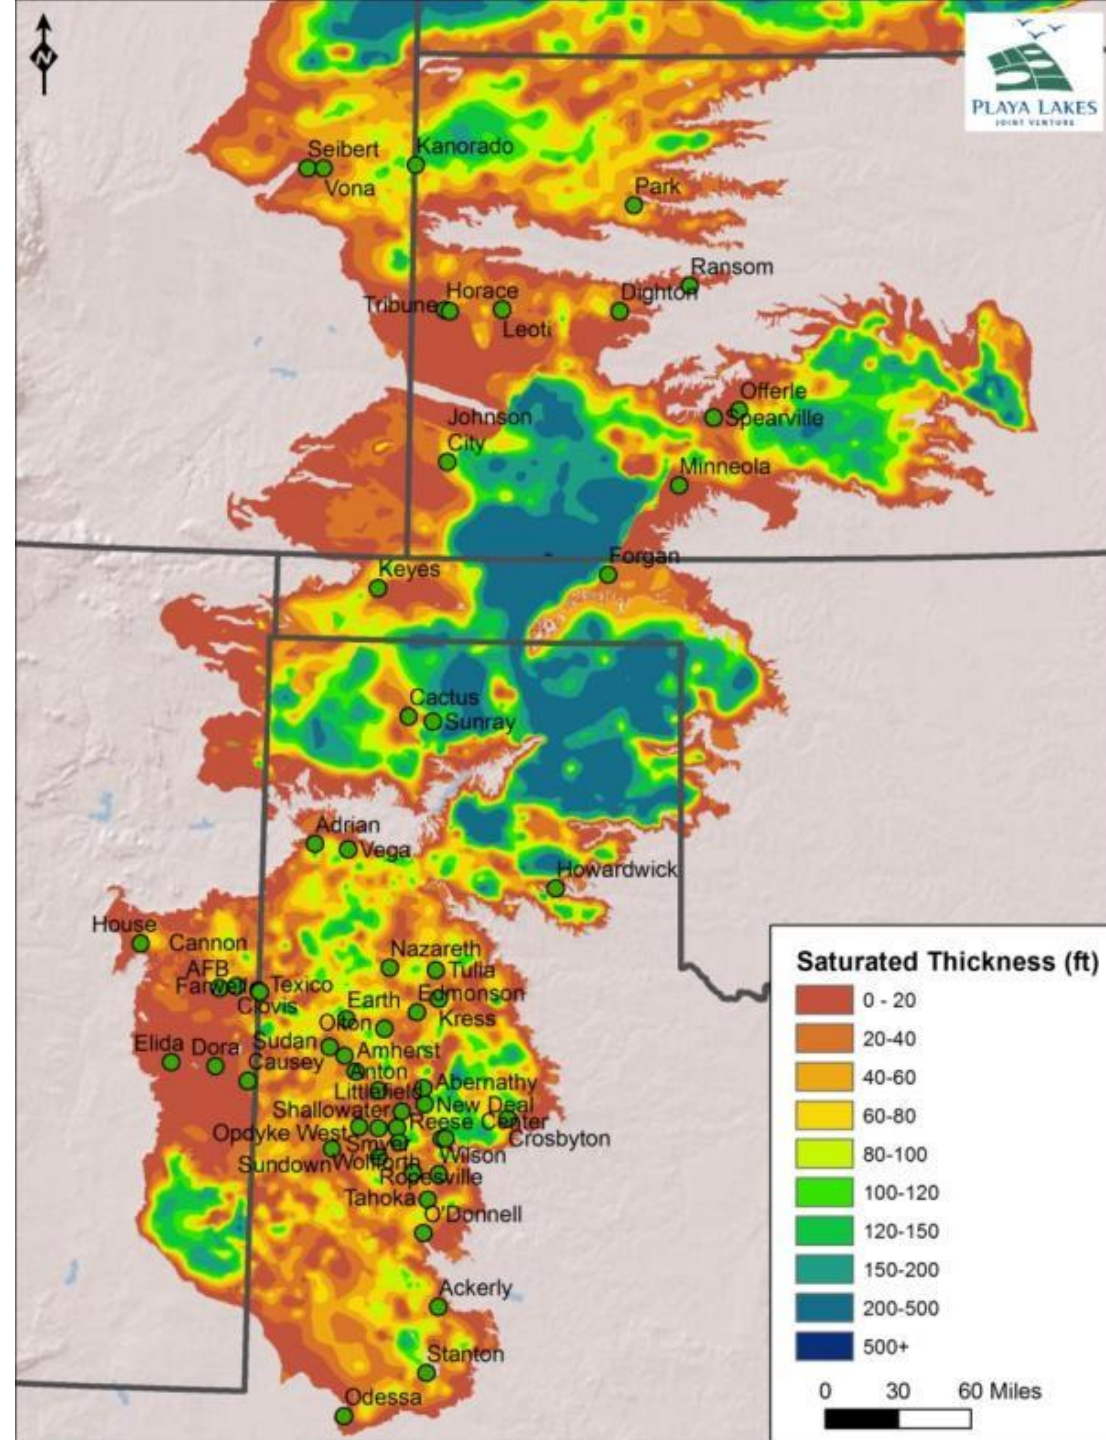 N
PLAYA LAKES
JOINT VENTURE
Seibert
Kanorado
Vona
Park
Ransom
Tribune
Horace
Dighton
Leoti
Offerle
Spearville
Johnson
City
Minneola
Forgan
Keyes
Cactus
Sunray
Adrian
Vega
Howardwick
House
Cannon
AFB
Nazareth
Tulia
Farwell
Texico
Clovis
Earth
Edmonson
Kress
Olton
Elida
Dora
Sudan
Amherst
Causey
Anton
Littlefield
Abernathy
Shallowater
New Deal
Reese Center
Opdyke West
Smyer
Crosbyton
Sundown
Wolfforth
Wilson
Ropesville
Tahoka
O'Donnell
Ackerly
Stanton
Odessa
Saturated Thickness (ft)
0 - 20
20-40
40-60
60-80
80-100
100-120
120-150
150-200
200-500
500+
0 30 60 Miles